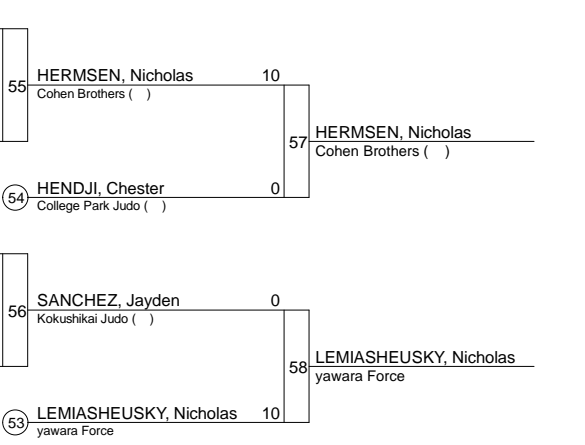 55
HERMSEN, Nicholas 10
Cohen Brothers ( )
57
HERMSEN, Nicholas
Cohen Brothers ( )
54
HENDJI, Chester 0
College Park Judo ( )
56
SANCHEZ, Jayden 0
Kokushikai Judo ( )
58
LEMIASHEUSKY, Nicholas
yawara Force
53
LEMIASHEUSKY, Nicholas 10
yawara Force